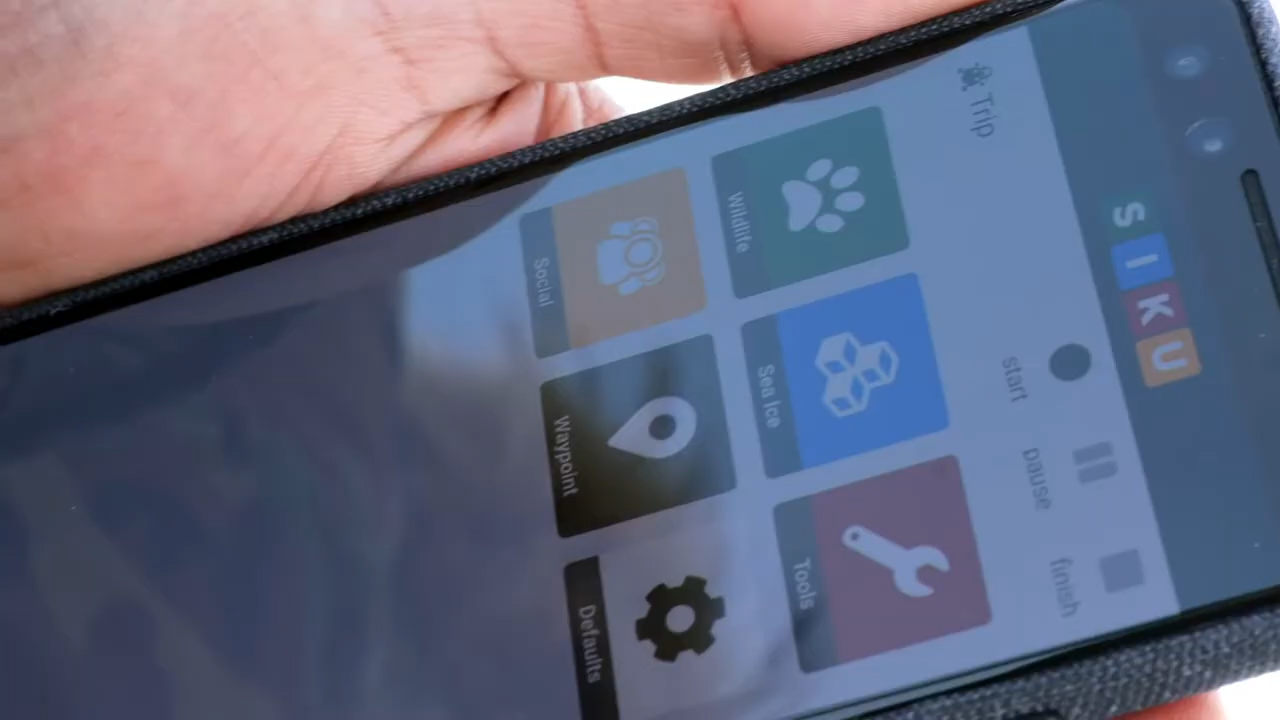 SIKU
Trip
start
pause
finish
Wildlife
Sea Ice
Tools
Social
Waypoint
Defaults